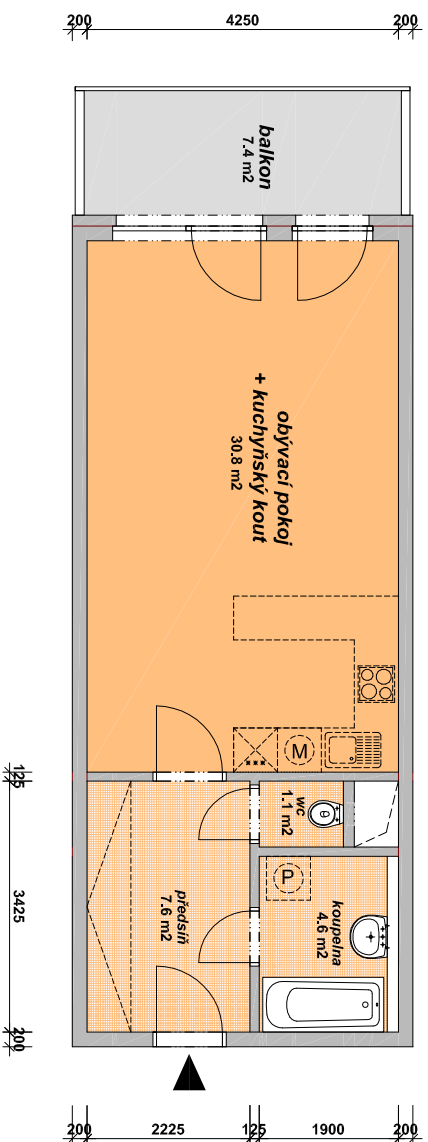 200 4250 200
balkon
7.4 m2
obývací pokoj
+ kuchyňský kout
30.8 m2
M
125
wc
1.1 m2
P
předsíň
7.6 m2
koupelna
4.6 m2
3425
200
200 2225 125 1900 200